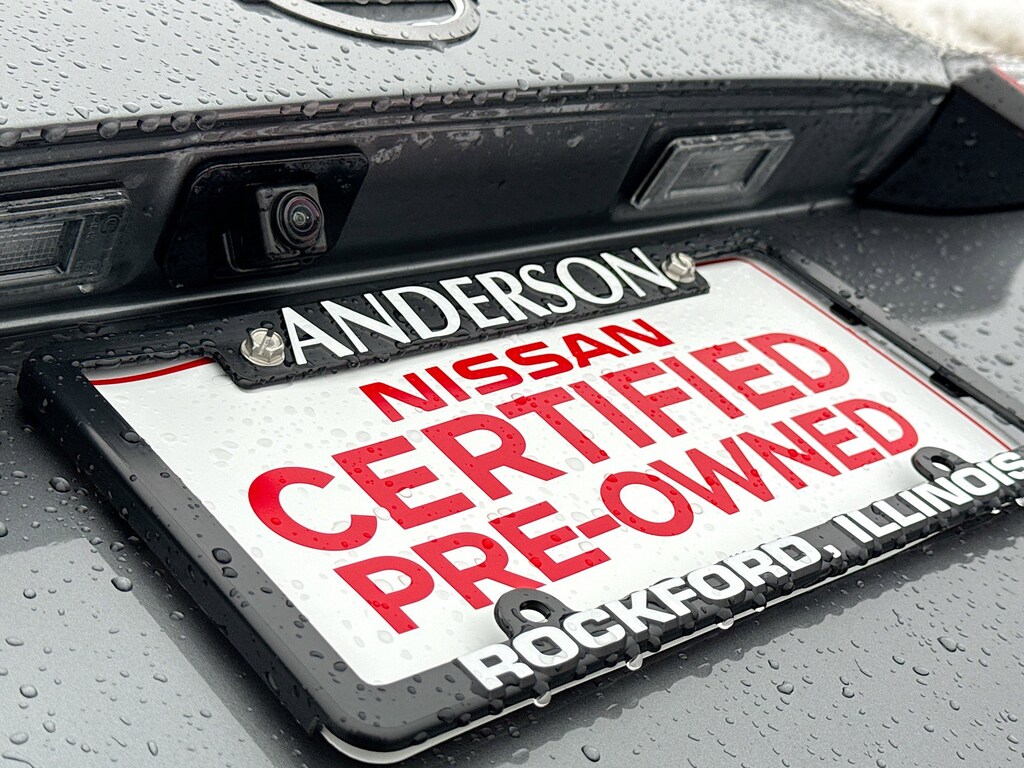 ANDERSON
NISSAN
CERTIFIED
PRE-OWNED
ROCKFORD, ILLINOIS